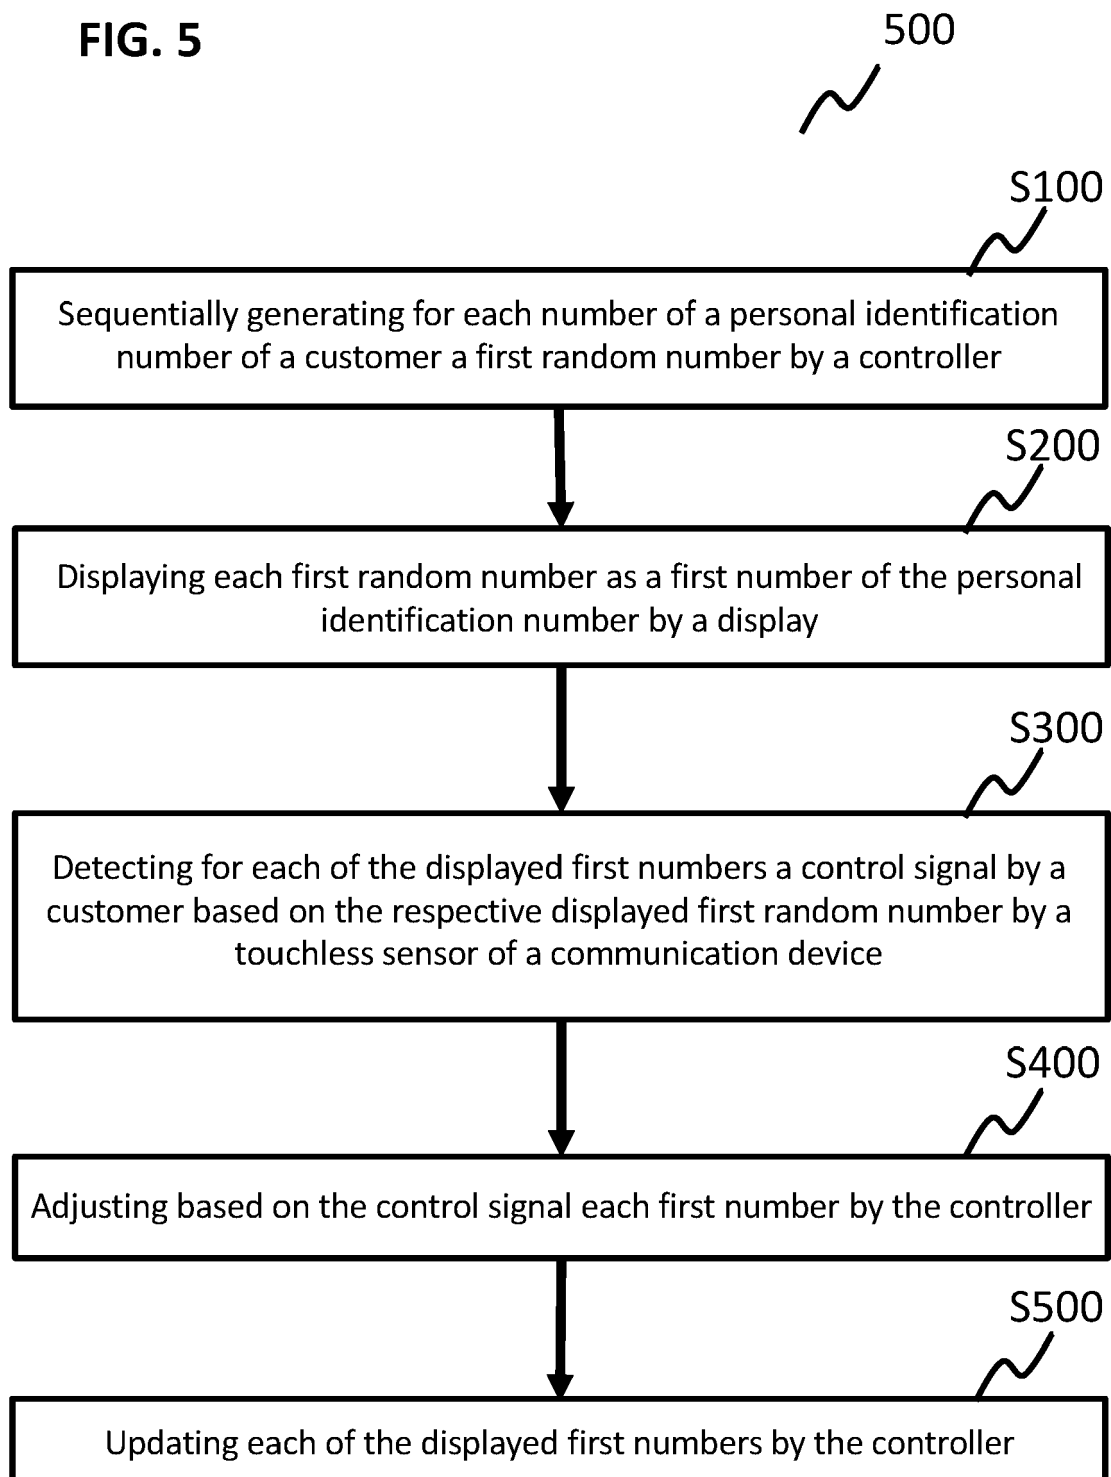 FIG. 5
500
S100
Sequentially generating for each number of a personal identification
number of a customer a first random number by a controller
S200
Displaying each first random number as a first number of the personal
identification number by a display
S300
Detecting for each of the displayed first numbers a control signal by a
customer based on the respective displayed first random number by a
touchless sensor of a communication device
S400
Adjusting based on the control signal each first number by the controller
S500
Updating each of the displayed first numbers by the controller